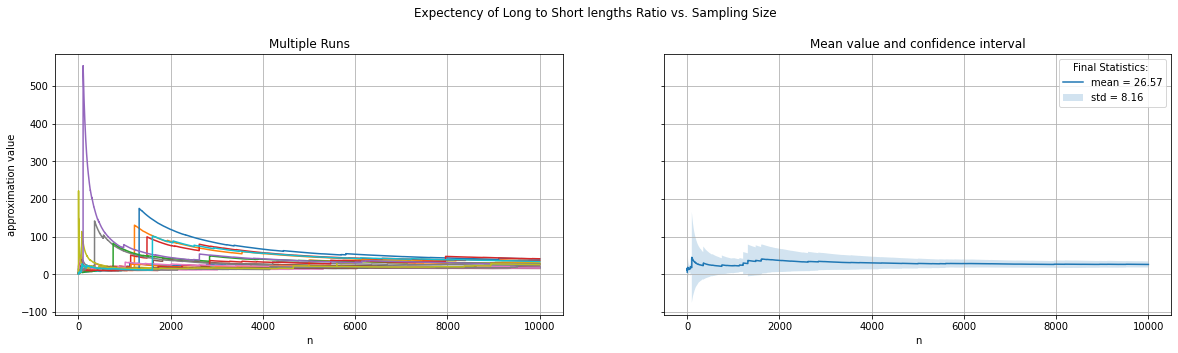 Expectency of Long to Short lengths Ratio vs. Sampling Size
Multiple Runs
approximation value
500
400
300
200
100
0
−100
0 2000 4000 6000 8000 10000
n
Mean value and confidence interval
Final Statistics:
mean = 26.57
std = 8.16
0 2000 4000 6000 8000 10000
n